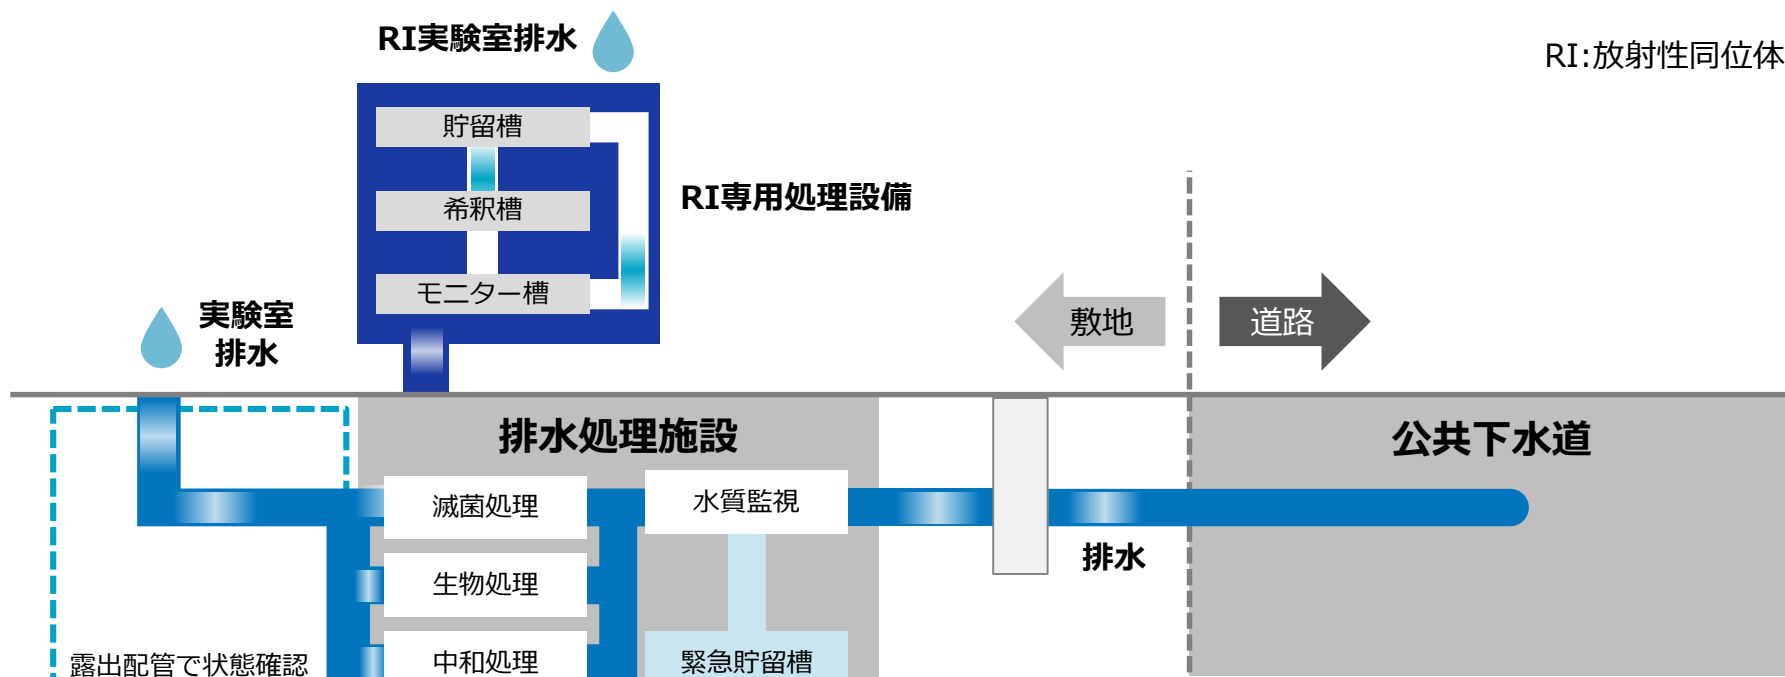 RI実験室排水
RI:放射性同位体
貯留槽
希釈槽
モニター槽
RI専用処理設備
実験室
排水
敷地
道路
排水処理施設
公共下水道
滅菌処理
水質監視
排水
生物処理
中和処理
緊急貯留槽
露出配管で状態確認